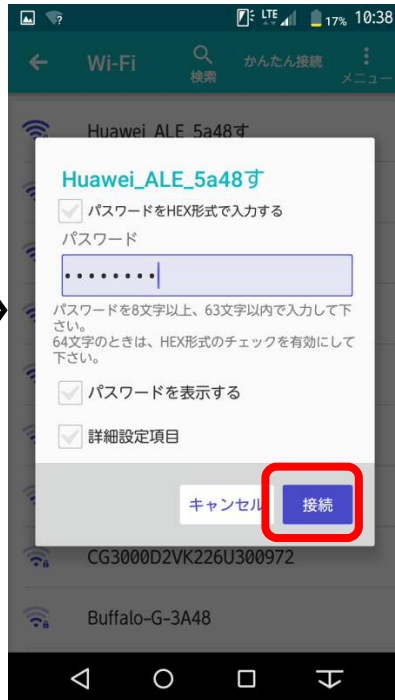 LTE 17% 10:38
Wi-Fi 検索 かんたん接続 メニュー
Huawei_ALE_5a48す
Huawei_ALE_5a48す
パスワードをHEX形式で入力する
パスワード
••••••••
パスワードを8文字以上、63文字以内で入力して下
さい。
64文字のときは、HEX形式のチェックを有効にして
下さい。
パスワードを表示する
詳細設定項目
キャンセル 接続
CG3000D2VK226U300972
Buffalo-G-3A48